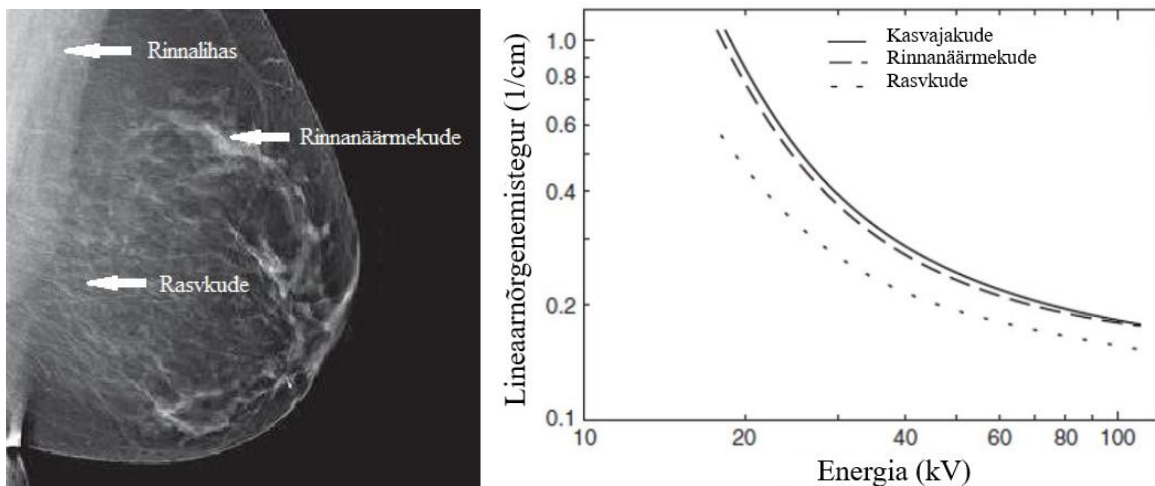 Rinnalihas
Rinnanäärmekude
Rasvkude
Lineaarnõrgenemistegur (1/cm)
1.0
0.8
0.6
0.4
0.2
0.1
Kasvajakude
Rinnanäärmekude
Rasvkude
10
20
30
40
60
80
100
Energia (kV)